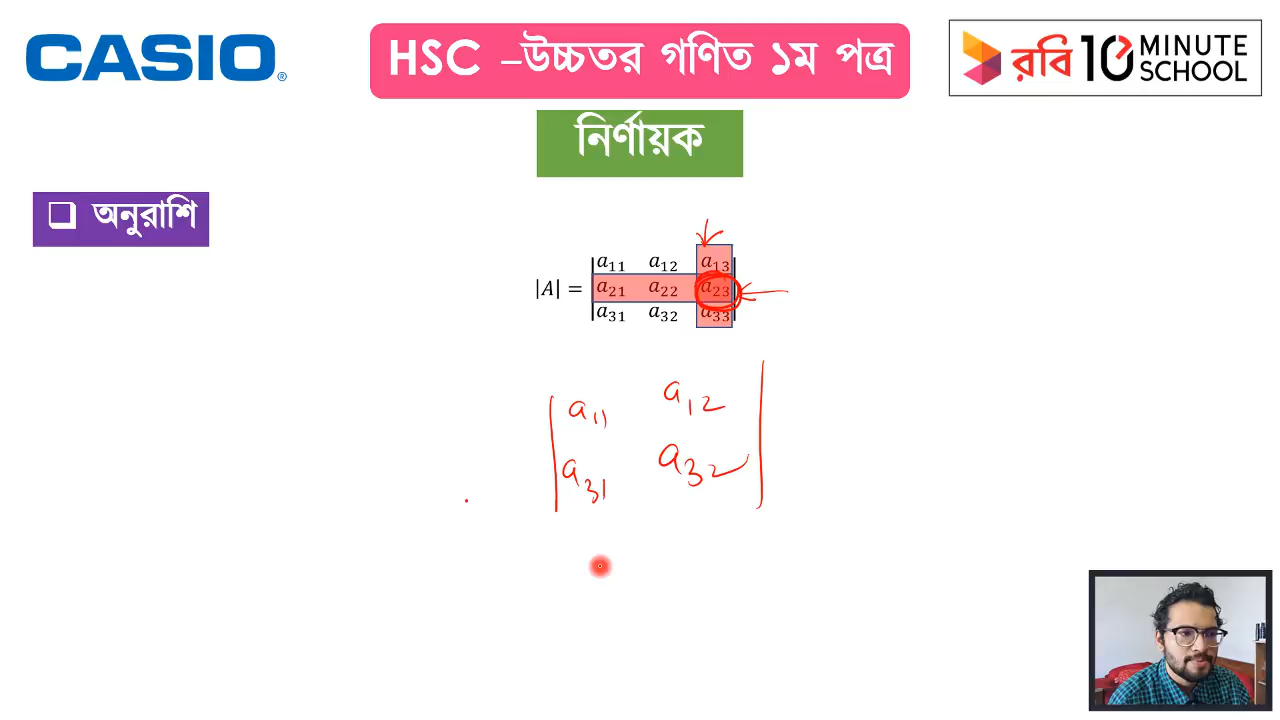 CASIO®
HSC –উচ্চতর গণিত ১ম পত্র
রবি 10 MINUTE SCHOOL
নির্ণায়ক
❑ অনুরাশি
|A| = | a₁₁ a₁₂ a₁₃ |
| a₂₁ a₂₂ a₂₃ |
| a₃₁ a₃₂ a₃₃ |
| a₁₁ a₁₂ |
| a₃₁ a₃₂ |